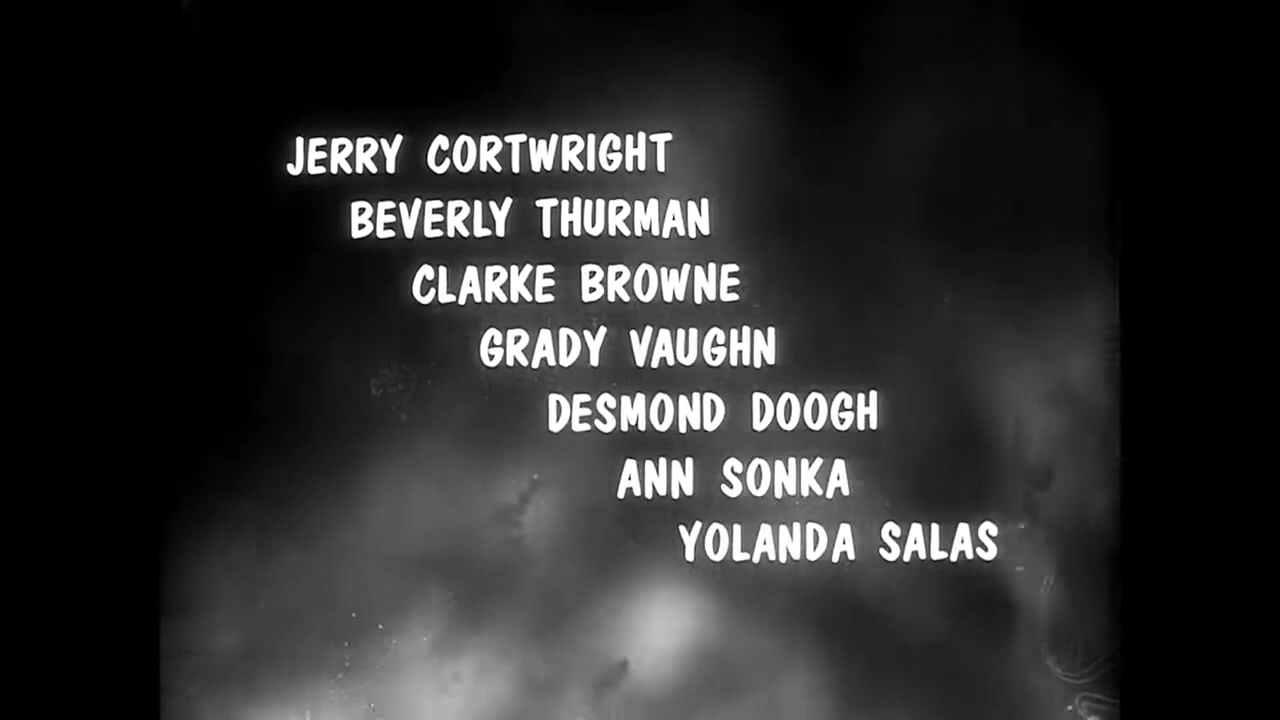 JERRY CORTWRIGHT
BEVERLY THURMAN
CLARKE BROWNE
GRADY VAUGHN
DESMOND DOOGH
ANN SONKA
YOLANDA SALAS